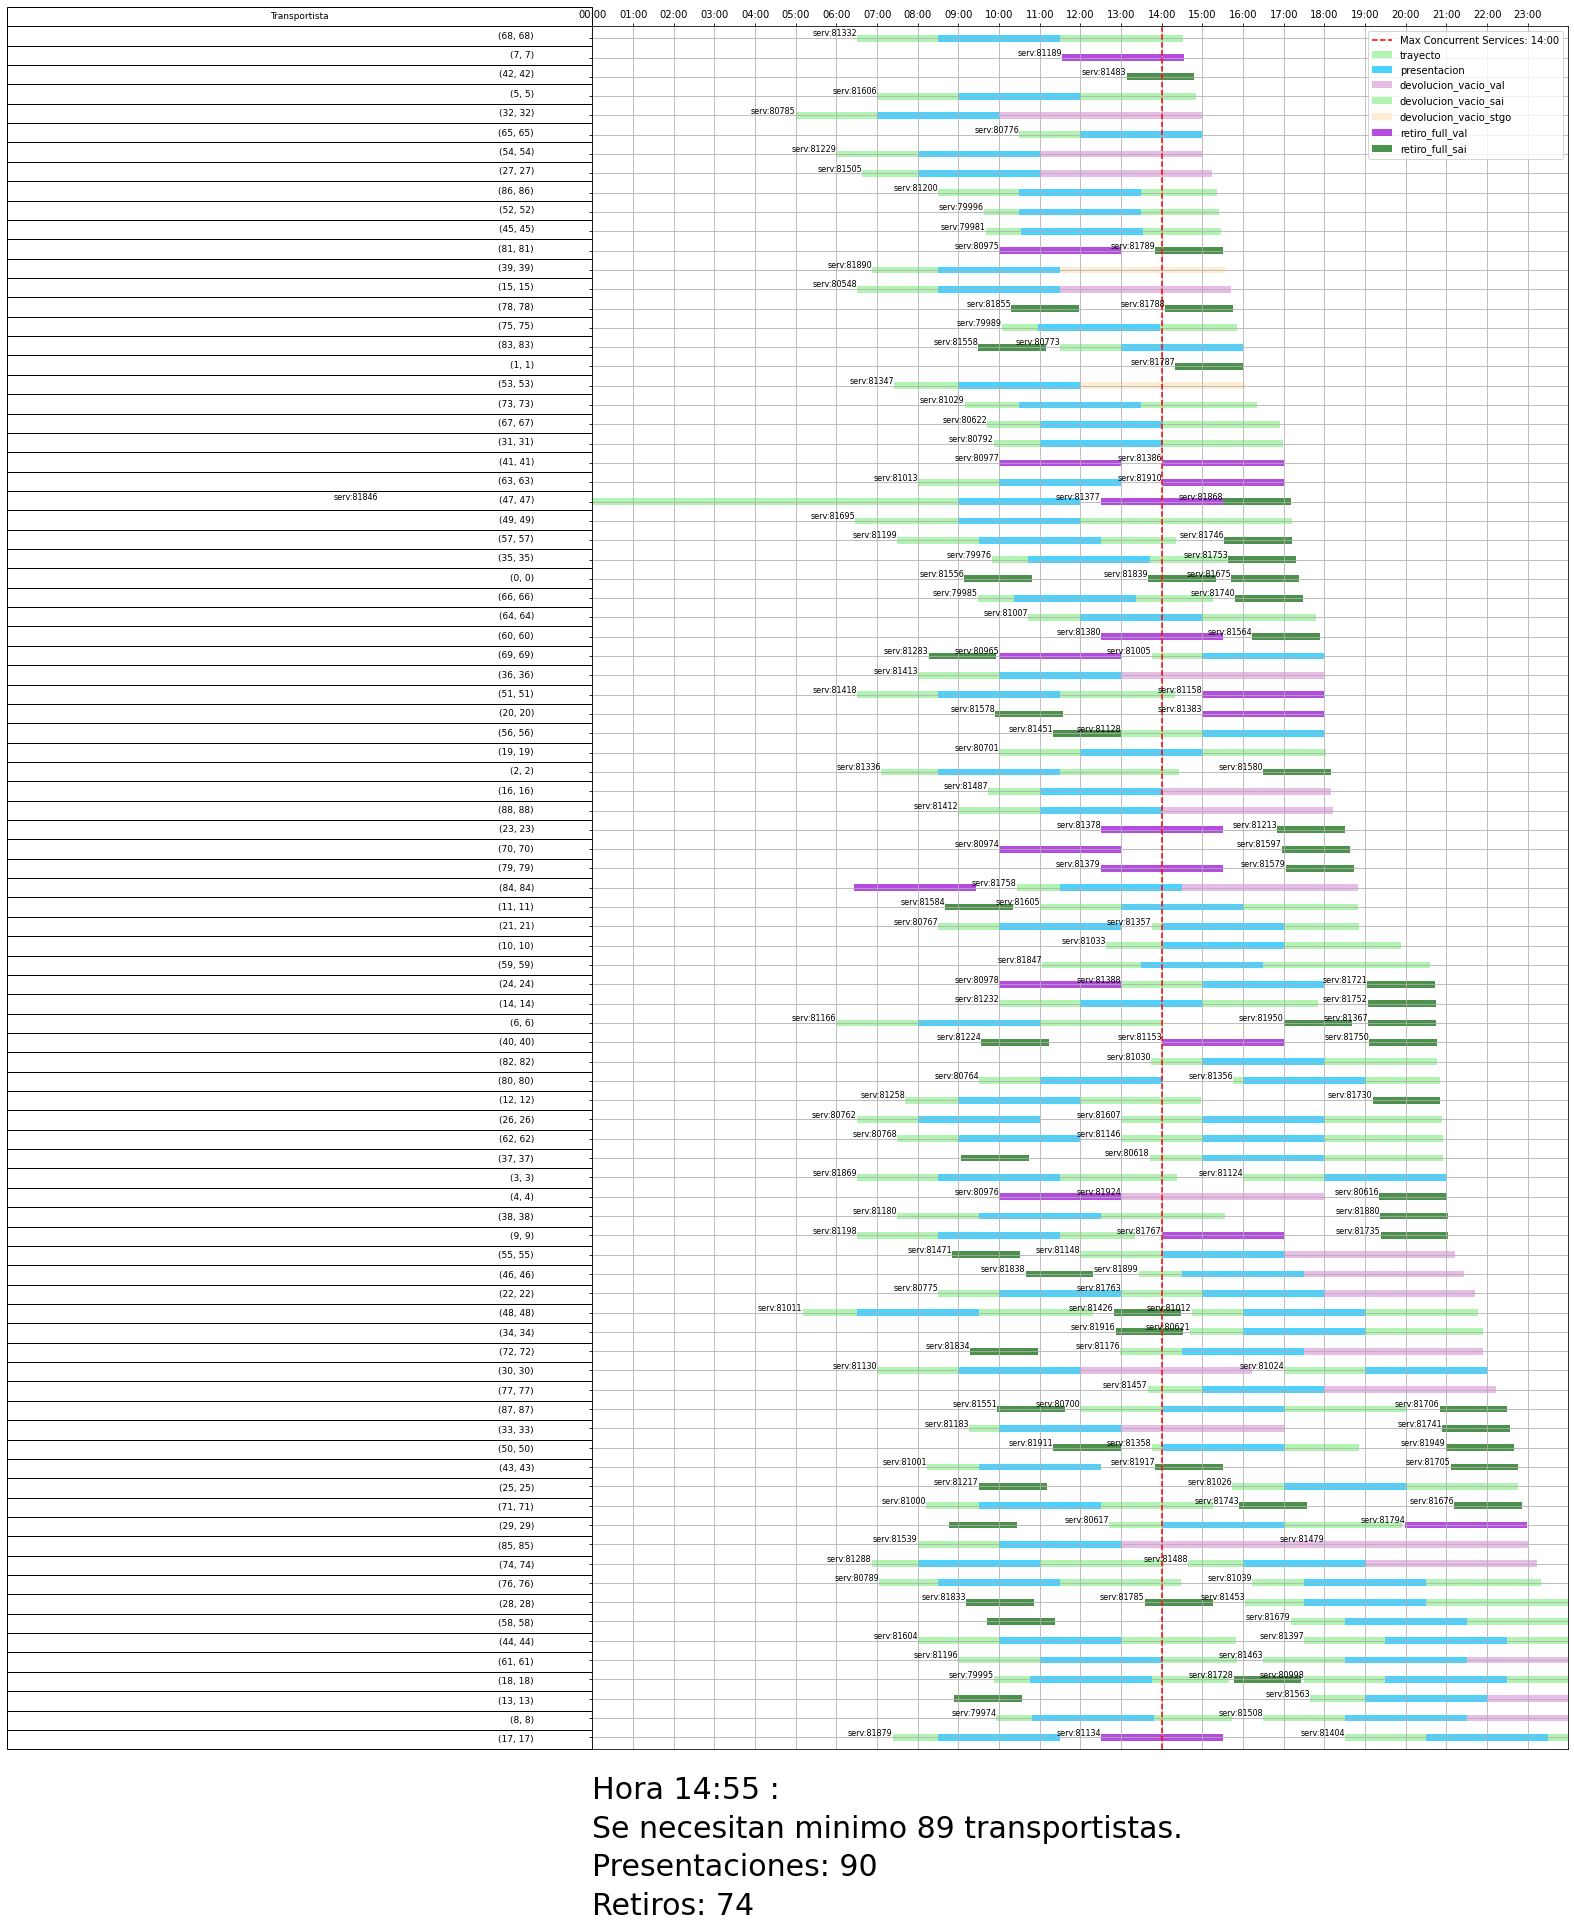 Transportista 00:00 01:00 02:00 03:00 04:00 05:00 06:00 07:00 08:00 09:00 10:00 11:00 12:00 13:00 14:00 15:00 16:00 17:00 18:00 19:00 20:00 21:00 22:00 23:00
Max Concurrent Services: 14:00
trayecto
presentacion
devolucion_vacio_val
devolucion_vacio_sai
devolucion_vacio_stgo
retiro_full_val
retiro_full_sai
(68, 68) serv:81332
(7, 7) serv:81189
(42, 42) serv:81483
(5, 5) serv:81606
(32, 32) serv:80785
(65, 65) serv:80776
(54, 54) serv:81229
(27, 27) serv:81505
(86, 86) serv:81200
(52, 52) serv:79996
(45, 45) serv:79981
(81, 81) serv:80975 serv:81789
(39, 39) serv:81890
(15, 15) serv:80548
(78, 78) serv:81855 serv:81788
(75, 75) serv:79989
(83, 83) serv:81558 serv:80773
(1, 1) serv:81787
(53, 53) serv:81347
(73, 73) serv:81029
(67, 67) serv:80622
(31, 31) serv:80792
(41, 41) serv:80977 serv:81386
(63, 63) serv:81013 serv:81910
serv:81846 (47, 47) serv:81377 serv:81868
(49, 49) serv:81695
(57, 57) serv:81199 serv:81746
(35, 35) serv:79976 serv:81753
(0, 0) serv:81556 serv:81839 serv:81675
(66, 66) serv:79985 serv:81740
(64, 64) serv:81007
(60, 60) serv:81380 serv:81564
(69, 69) serv:81283 serv:80965 serv:81005
(36, 36) serv:81413
(51, 51) serv:81418 serv:81158
(20, 20) serv:81578 serv:81383
(56, 56) serv:81451 serv:81128
(19, 19) serv:80701
(2, 2) serv:81336 serv:81580
(16, 16) serv:81487
(88, 88) serv:81412
(23, 23) serv:81378 serv:81213
(70, 70) serv:80974 serv:81597
(79, 79) serv:81379 serv:81579
(84, 84) serv:81758
(11, 11) serv:81584 serv:81605
(21, 21) serv:80767 serv:81357
(10, 10) serv:81033
(59, 59) serv:81847
(24, 24) serv:80978 serv:81388 serv:81721
(14, 14) serv:81232 serv:81752
(6, 6) serv:81166 serv:81950 serv:81367
(40, 40) serv:81224 serv:81153 serv:81750
(82, 82) serv:81030
(80, 80) serv:80764 serv:81356
(12, 12) serv:81258 serv:81730
(26, 26) serv:80762 serv:81607
(62, 62) serv:80768 serv:81146
(37, 37) serv:80618
(3, 3) serv:81869 serv:81124
(4, 4) serv:80976 serv:81924 serv:80616
(38, 38) serv:81180 serv:81880
(9, 9) serv:81198 serv:81767 serv:81735
(55, 55) serv:81471 serv:81148
(46, 46) serv:81838 serv:81899
(22, 22) serv:80775 serv:81763
(48, 48) serv:81011 serv:81426 serv:81012
(34, 34) serv:81916 serv:80621
(72, 72) serv:81834 serv:81176
(30, 30) serv:81130 serv:81024
(77, 77) serv:81457
(87, 87) serv:81551 serv:80700 serv:81706
(33, 33) serv:81183 serv:81741
(50, 50) serv:81911 serv:81358 serv:81949
(43, 43) serv:81001 serv:81917 serv:81705
(25, 25) serv:81217 serv:81026
(71, 71) serv:81000 serv:81743 serv:81676
(29, 29) serv:80617 serv:81794
(85, 85) serv:81539 serv:81479
(74, 74) serv:81288 serv:81488
(76, 76) serv:80789 serv:81039
(28, 28) serv:81833 serv:81785 serv:81453
(58, 58) serv:81679
(44, 44) serv:81604 serv:81397
(61, 61) serv:81196 serv:81463
(18, 18) serv:79995 serv:81728 serv:80998
(13, 13) serv:81563
(8, 8) serv:79974 serv:81508
(17, 17) serv:81879 serv:81134 serv:81404
Hora 14:55 :
Se necesitan minimo 89 transportistas.
Presentaciones: 90
Retiros: 74